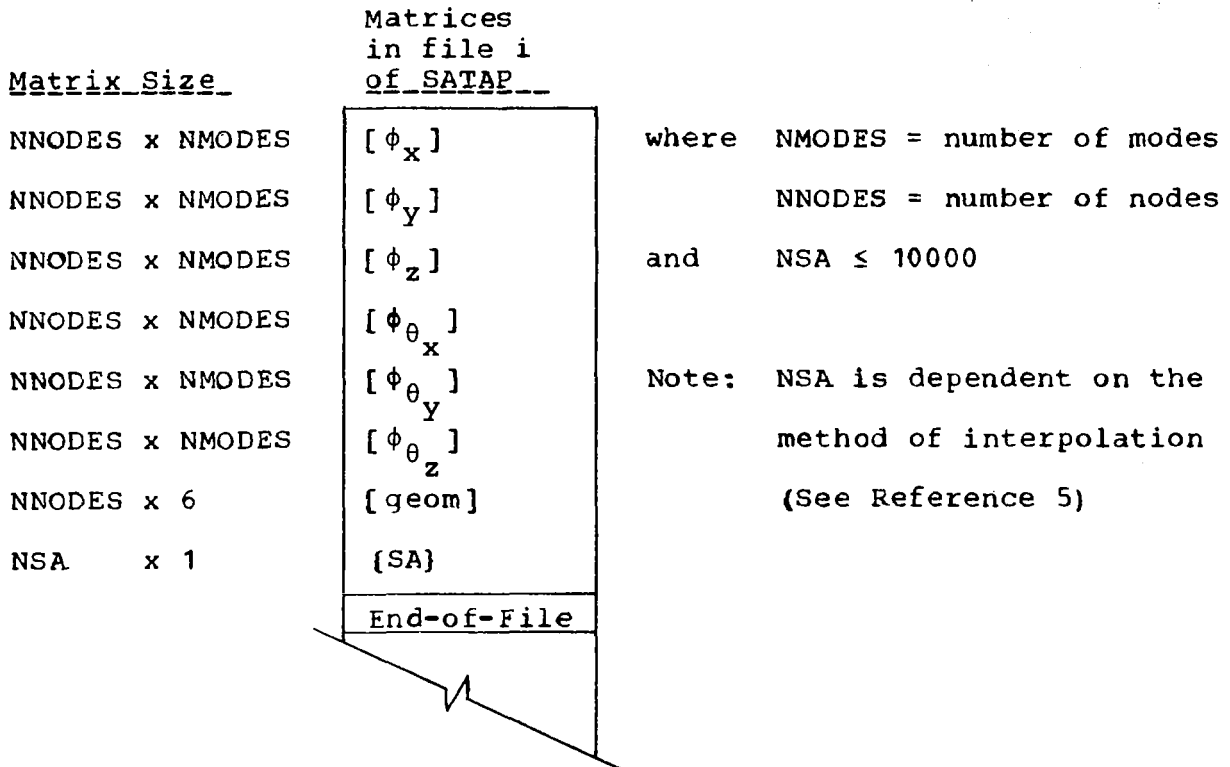 Matrices
in file i
Matrix Size of SATAP
NNODES x NMODES [ϕx] where NMODES = number of modes
NNODES x NMODES [ϕy] NNODES = number of nodes
NNODES x NMODES [ϕz] and NSA ≤ 10000
NNODES x NMODES [ϕθx]
NNODES x NMODES [ϕθy] Note: NSA is dependent on the
NNODES x NMODES [ϕθz] method of interpolation
NNODES x 6 [geom] (See Reference 5)
NSA x 1 {SA}
End-of-File